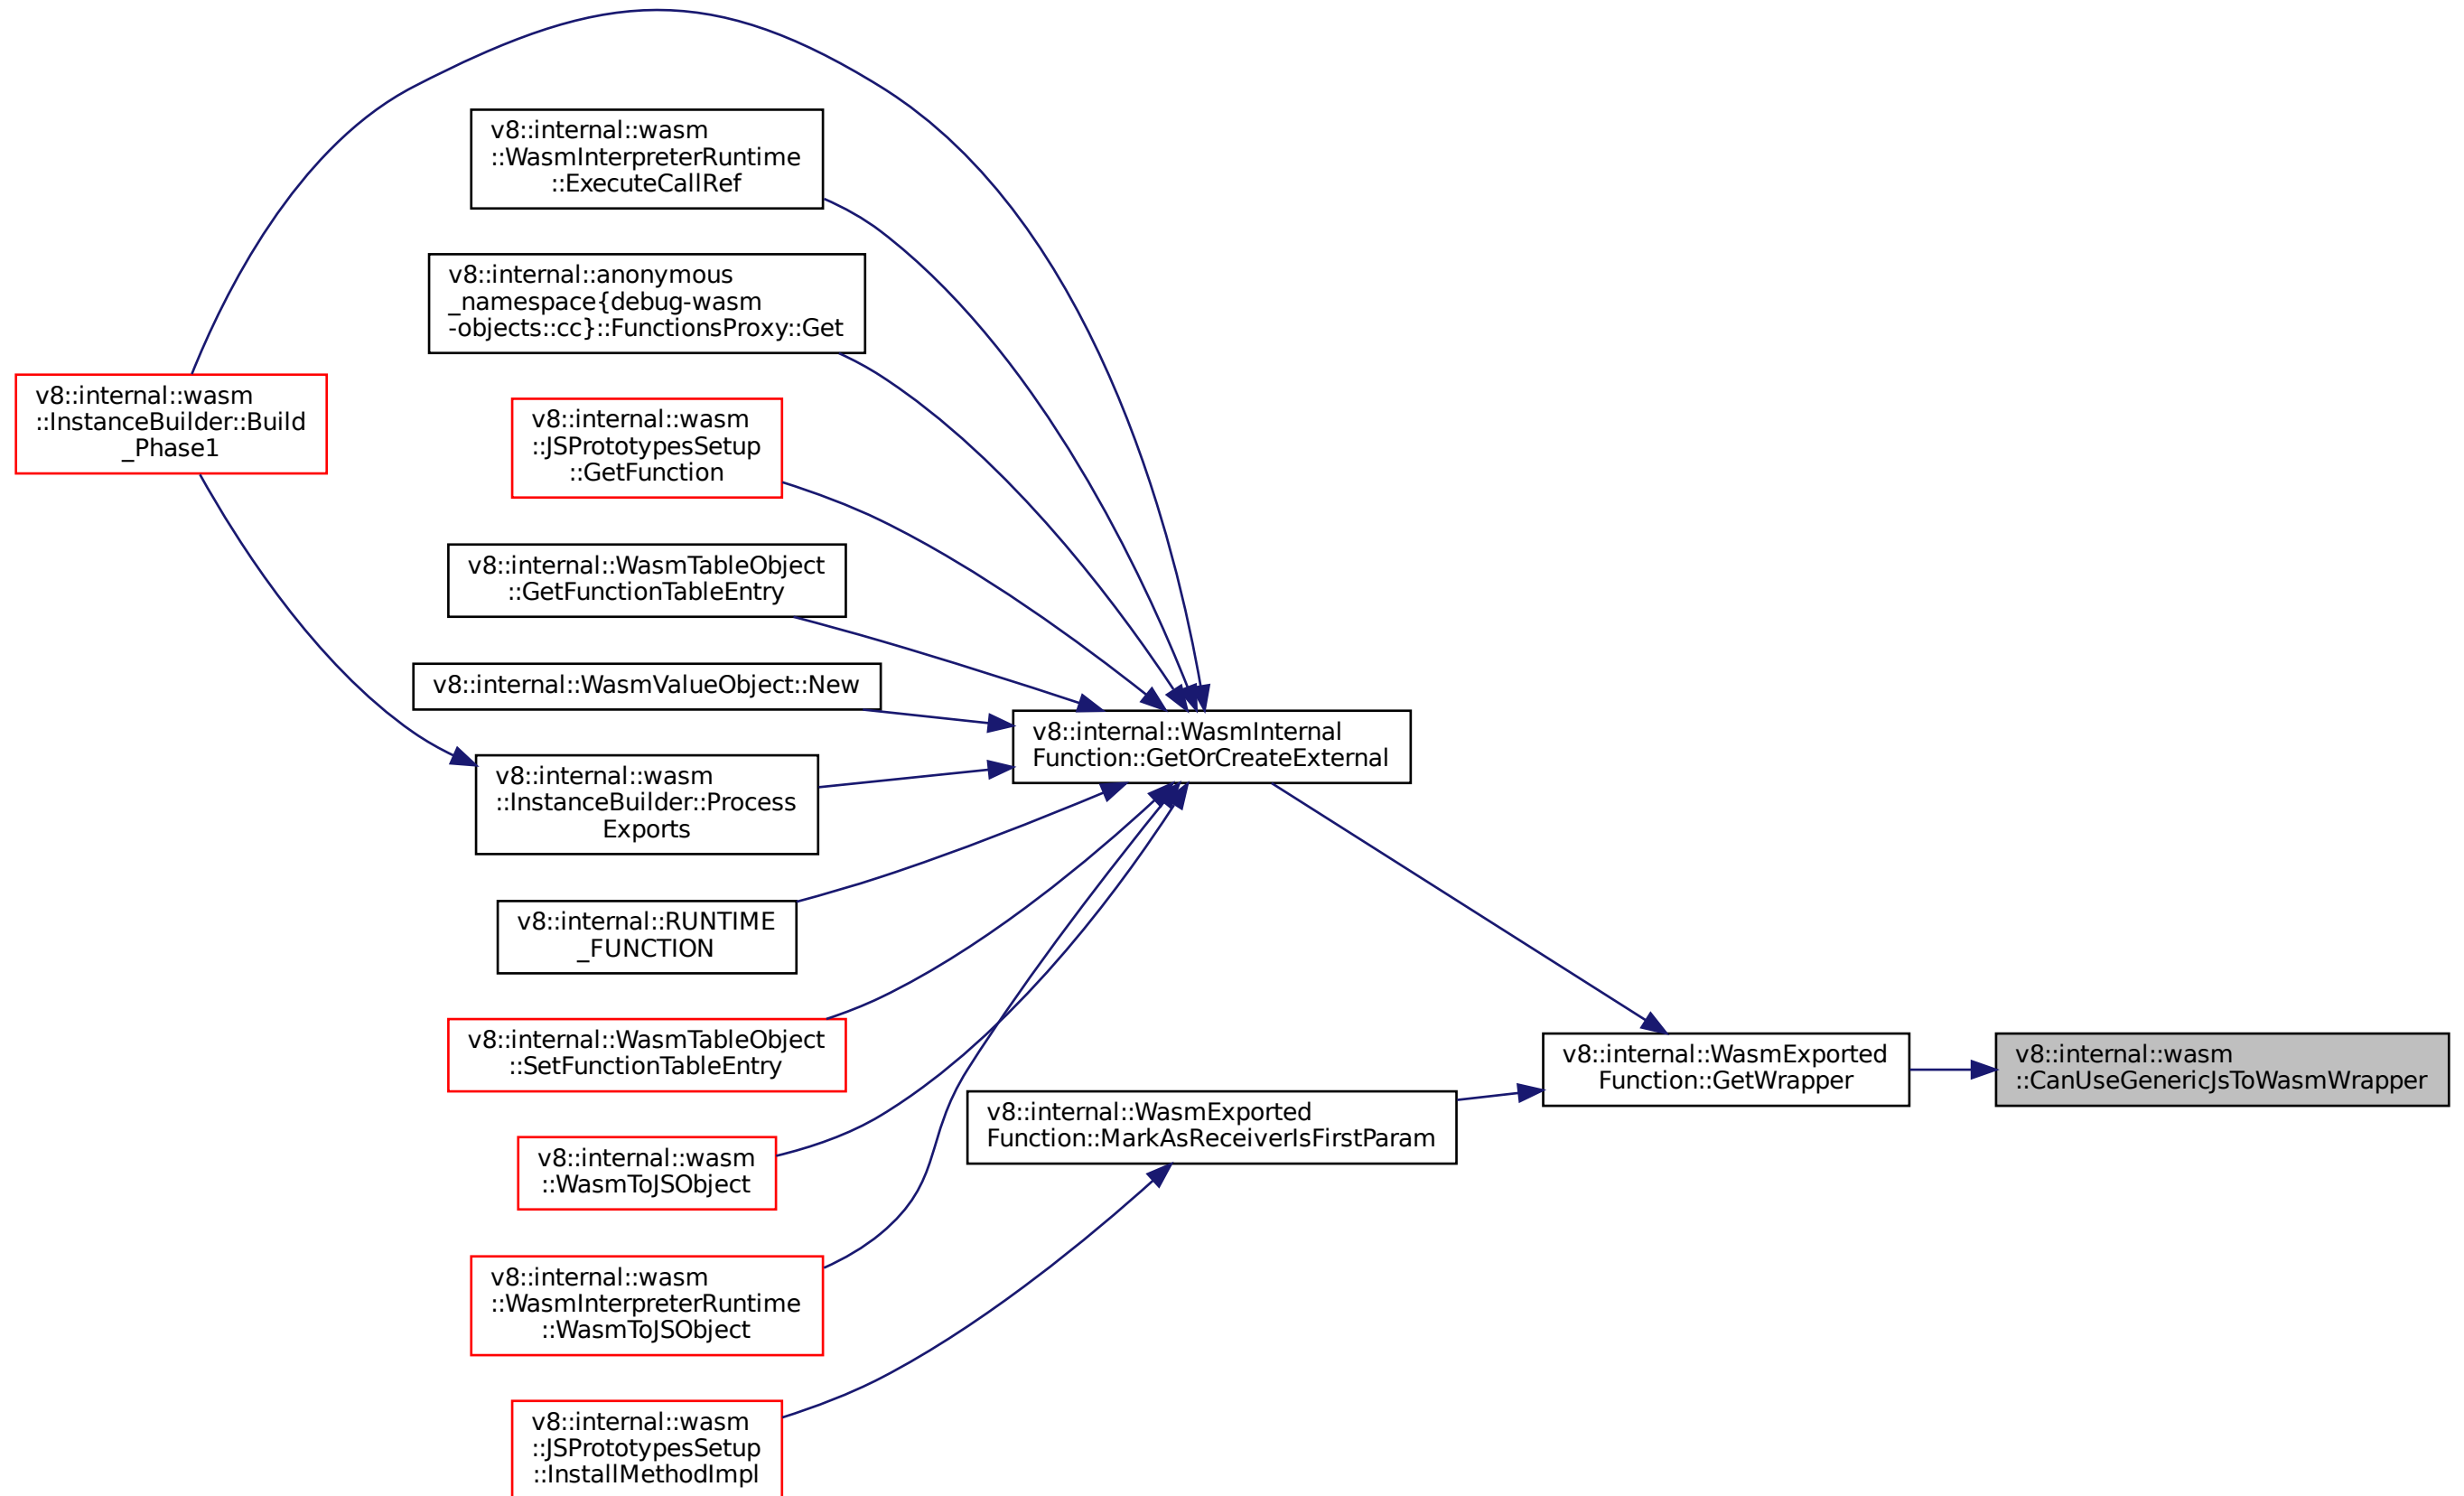 v8::internal::wasm
::WasmInterpreterRuntime
::ExecuteCallRef
v8::internal::anonymous
_namespace{debug-wasm
-objects::cc}::FunctionsProxy::Get
v8::internal::wasm
::InstanceBuilder::Build
_Phase1
v8::internal::wasm
::JSPrototypesSetup
::GetFunction
v8::internal::WasmTableObject
::GetFunctionTableEntry
v8::internal::WasmValueObject::New
v8::internal::WasmInternal
Function::GetOrCreateExternal
v8::internal::wasm
::InstanceBuilder::Process
Exports
v8::internal::RUNTIME
_FUNCTION
v8::internal::WasmTableObject
::SetFunctionTableEntry
v8::internal::WasmExported
Function::GetWrapper
v8::internal::wasm
::CanUseGenericJsToWasmWrapper
v8::internal::WasmExported
Function::MarkAsReceiverIsFirstParam
v8::internal::wasm
::WasmToJSObject
v8::internal::wasm
::WasmInterpreterRuntime
::WasmToJSObject
v8::internal::wasm
::JSPrototypesSetup
::InstallMethodImpl